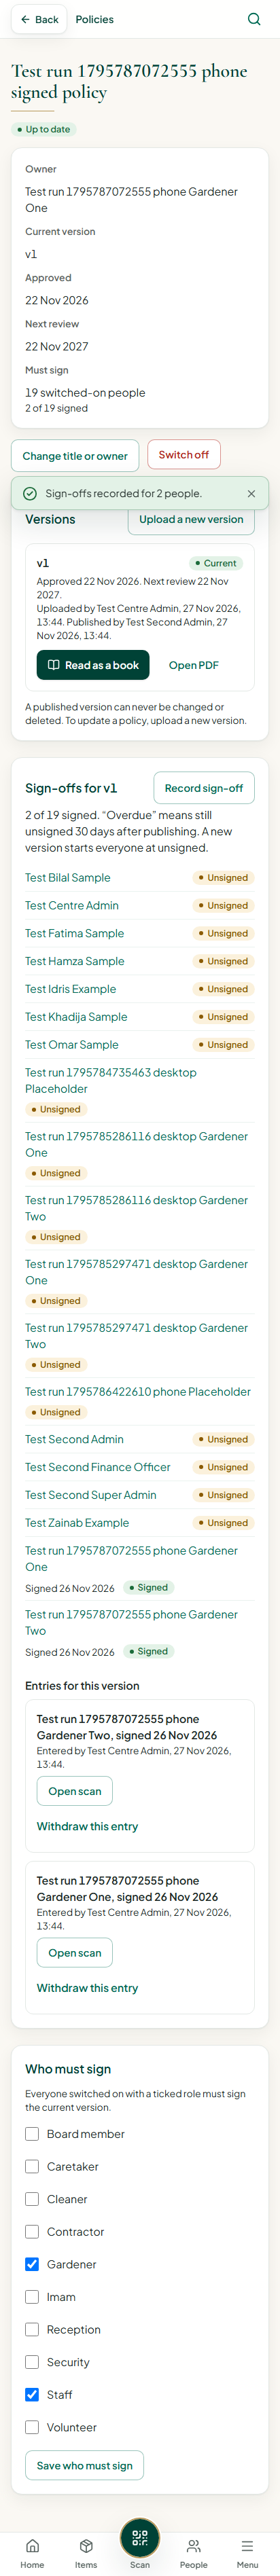 Back
Policies
Test run 1795787072555 phone
signed policy
Up to date
Owner
Test run 1795787072555 phone Gardener
One
Current version
v1
Approved
22 Nov 2026
Next review
22 Nov 2027
Must sign
19 switched-on people
2 of 19 signed
Change title or owner
Switch off
Sign-offs recorded for 2 people.
Versions
Upload a new version
v1
Current
Approved 22 Nov 2026. Next review 22 Nov
2027.
Uploaded by Test Centre Admin, 27 Nov 2026,
13:44. Published by Test Second Admin, 27
Nov 2026, 13:44.
Read as a book
Open PDF
A published version can never be changed or
deleted. To update a policy, upload a new version.
Sign-offs for v1
Record sign-off
2 of 19 signed. “Overdue” means still
unsigned 30 days after publishing. A new
version starts everyone at unsigned.
Test Bilal Sample
Unsigned
Test Centre Admin
Unsigned
Test Fatima Sample
Unsigned
Test Hamza Sample
Unsigned
Test Idris Example
Unsigned
Test Khadija Sample
Unsigned
Test Omar Sample
Unsigned
Test run 1795784735463 desktop
Placeholder
Unsigned
Test run 1795785286116 desktop Gardener
One
Unsigned
Test run 1795785286116 desktop Gardener
Two
Unsigned
Test run 1795785297471 desktop Gardener
One
Unsigned
Test run 1795785297471 desktop Gardener
Two
Unsigned
Test run 1795786422610 phone Placeholder
Unsigned
Test Second Admin
Unsigned
Test Second Finance Officer
Unsigned
Test Second Super Admin
Unsigned
Test Zainab Example
Unsigned
Test run 1795787072555 phone Gardener
One
Signed 26 Nov 2026
Signed
Test run 1795787072555 phone Gardener
Two
Signed 26 Nov 2026
Signed
Entries for this version
Test run 1795787072555 phone
Gardener Two, signed 26 Nov 2026
Entered by Test Centre Admin, 27 Nov 2026,
13:44.
Open scan
Withdraw this entry
Test run 1795787072555 phone
Gardener One, signed 26 Nov 2026
Entered by Test Centre Admin, 27 Nov 2026,
13:44.
Open scan
Withdraw this entry
Who must sign
Everyone switched on with a ticked role must sign
the current version.
Board member
Caretaker
Cleaner
Contractor
Gardener
Imam
Reception
Security
Staff
Volunteer
Save who must sign
Home
Items
Scan
People
Menu